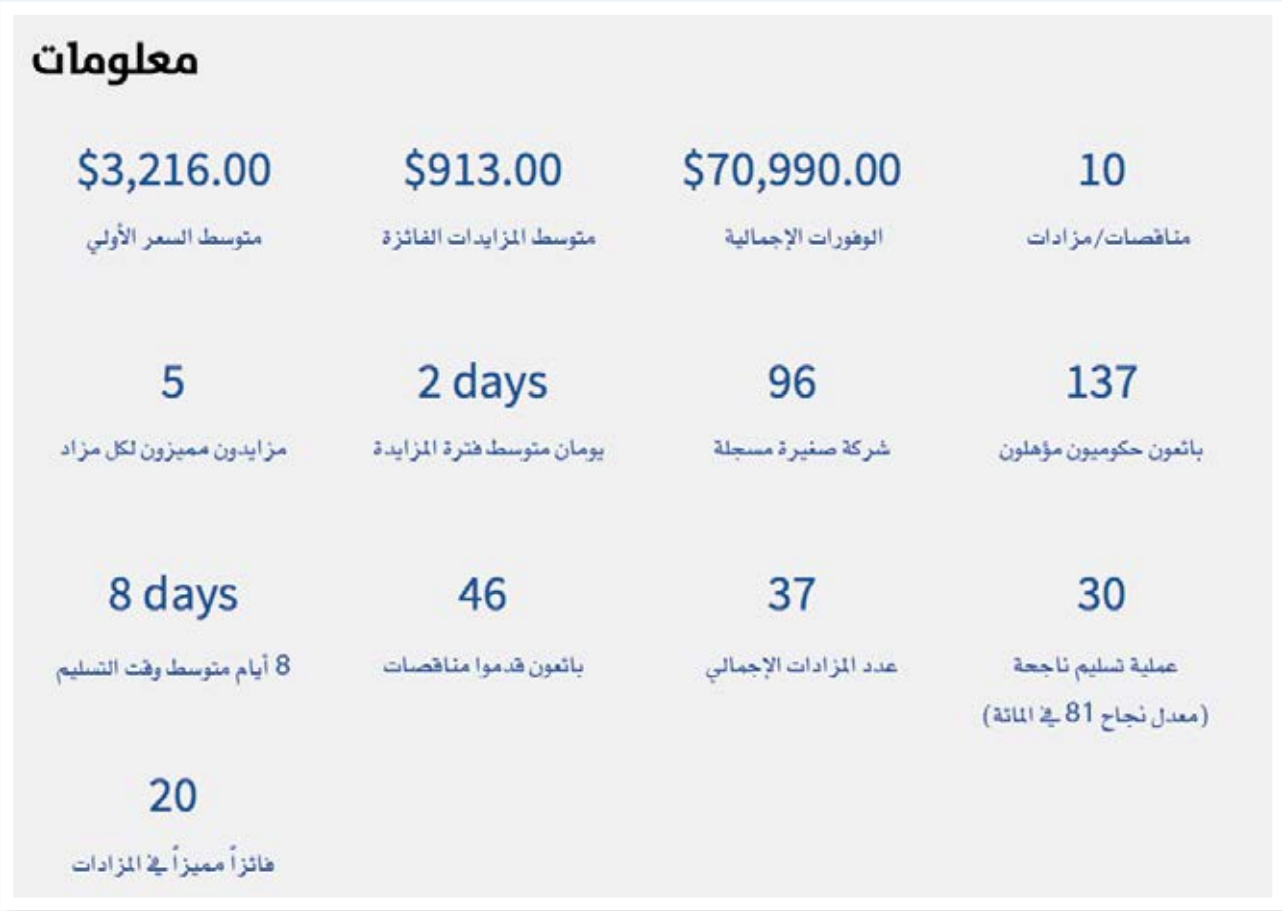 معلومات
10
مناقصات/مزادات
$70,990.00
الوفورات الإجمالية
$913.00
متوسط المزايدات الفائزة
$3,216.00
متوسط السعر الأولي
137
بائعون حكوميون مؤهلون
96
شركة صغيرة مسجلة
2 days
يومان متوسط فترة المزايدة
5
مزايدون مميزون لكل مزاد
30
عملية تسليم ناجحة
(معدل نجاح 81 في المائة)
37
عدد المزادات الإجمالي
46
بائعون قدموا مناقصات
8 days
8 أيام متوسط وقت التسليم
20
فائزاً مميزاً في المزادات